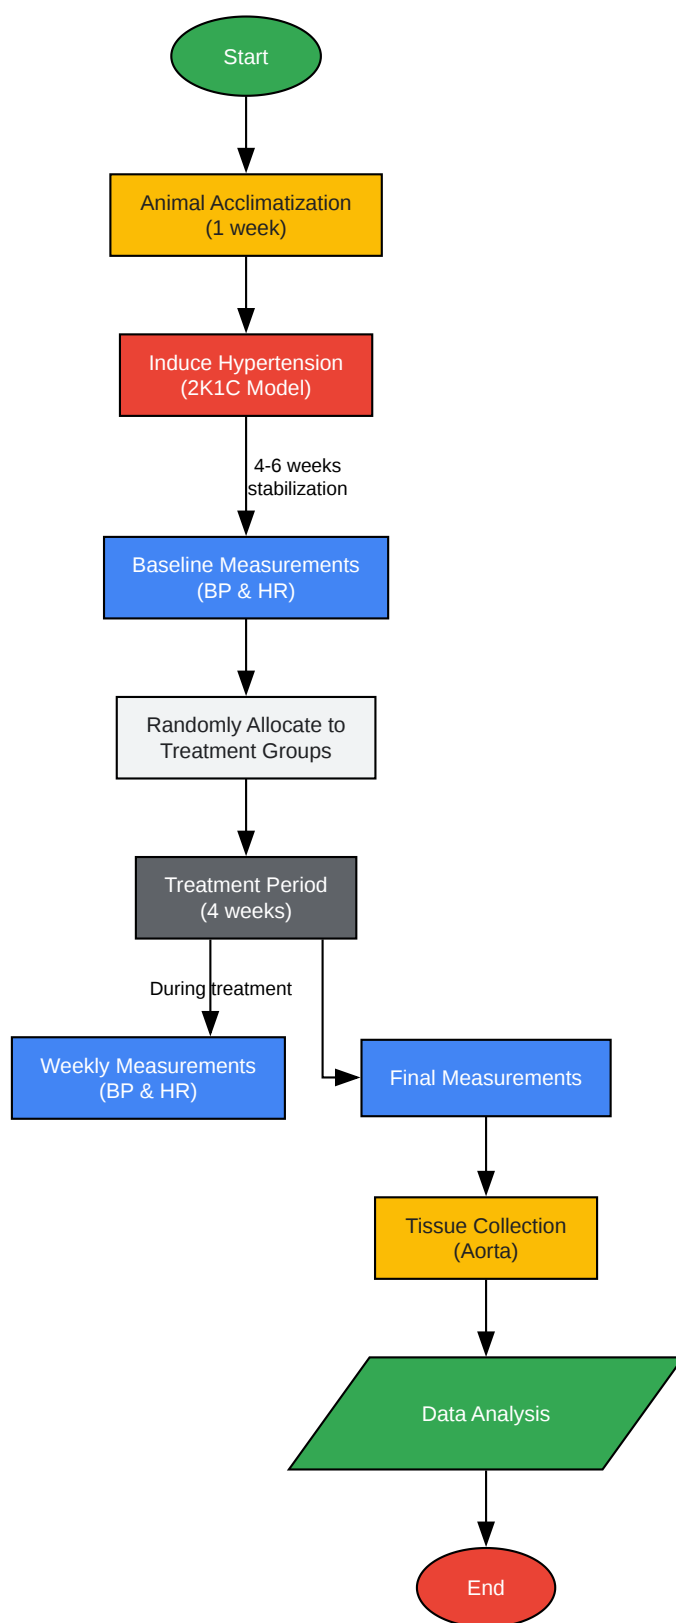 Start
Animal Acclimatization
(1 week)
Induce Hypertension
(2K1C Model)
4-6 weeks
stabilization
Baseline Measurements
(BP & HR)
Randomly Allocate to
Treatment Groups
Treatment Period
(4 weeks)
During treatment
Weekly Measurements
(BP & HR)
Final Measurements
Tissue Collection
(Aorta)
Data Analysis
End